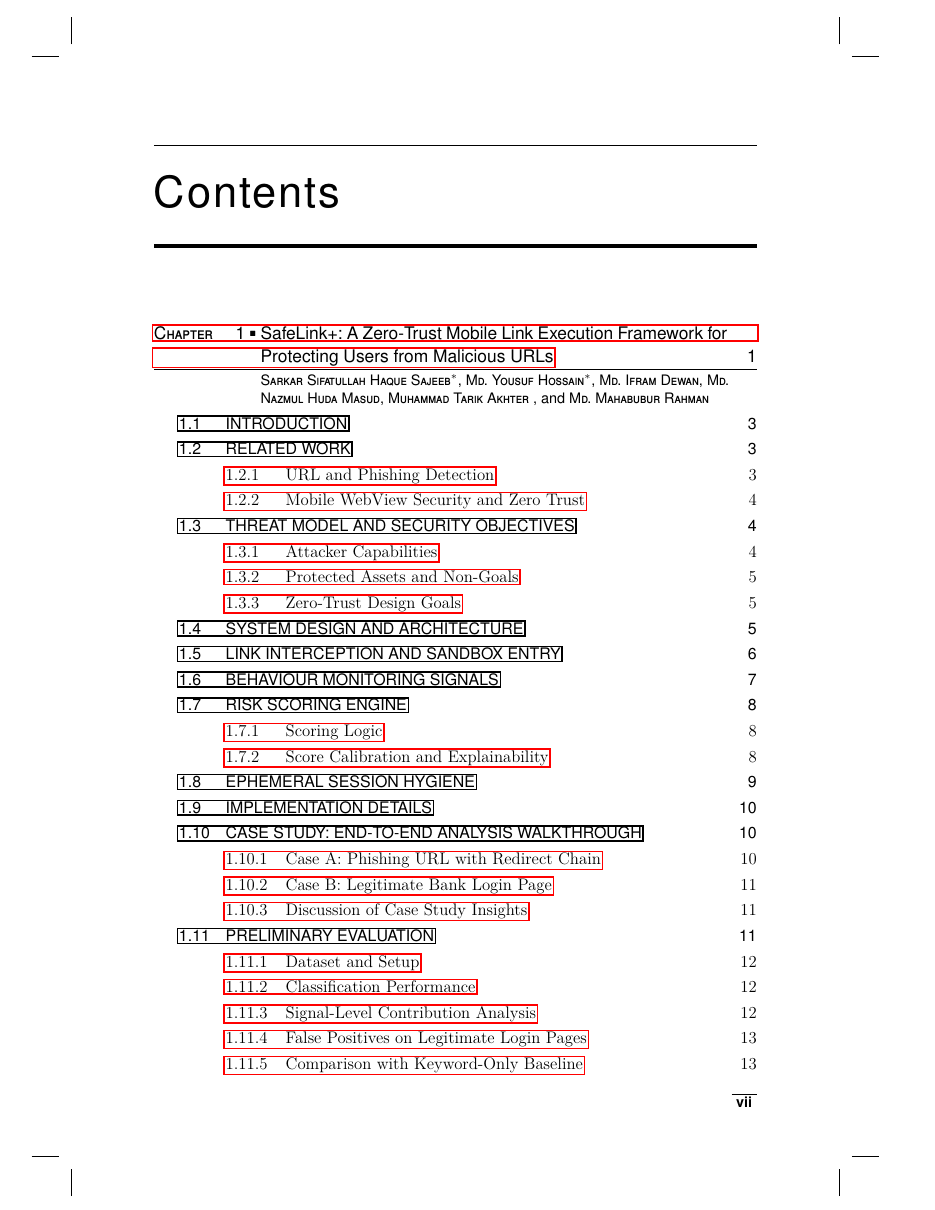 Contents
CHAPTER 1 ▪ SafeLink+: A Zero-Trust Mobile Link Execution Framework for
Protecting Users from Malicious URLs 1
SARKAR SIFATULLAH HAQUE SAJEEB*, MD. YOUSUF HOSSAIN*, MD. IFRAM DEWAN, MD.
NAZMUL HUDA MASUD, MUHAMMAD TARIK AKHTER , and MD. MAHABUBUR RAHMAN
1.1 INTRODUCTION 3
1.2 RELATED WORK 3
1.2.1 URL and Phishing Detection 3
1.2.2 Mobile WebView Security and Zero Trust 4
1.3 THREAT MODEL AND SECURITY OBJECTIVES 4
1.3.1 Attacker Capabilities 4
1.3.2 Protected Assets and Non-Goals 5
1.3.3 Zero-Trust Design Goals 5
1.4 SYSTEM DESIGN AND ARCHITECTURE 5
1.5 LINK INTERCEPTION AND SANDBOX ENTRY 6
1.6 BEHAVIOUR MONITORING SIGNALS 7
1.7 RISK SCORING ENGINE 8
1.7.1 Scoring Logic 8
1.7.2 Score Calibration and Explainability 8
1.8 EPHEMERAL SESSION HYGIENE 9
1.9 IMPLEMENTATION DETAILS 10
1.10 CASE STUDY: END-TO-END ANALYSIS WALKTHROUGH 10
1.10.1 Case A: Phishing URL with Redirect Chain 10
1.10.2 Case B: Legitimate Bank Login Page 11
1.10.3 Discussion of Case Study Insights 11
1.11 PRELIMINARY EVALUATION 11
1.11.1 Dataset and Setup 12
1.11.2 Classification Performance 12
1.11.3 Signal-Level Contribution Analysis 12
1.11.4 False Positives on Legitimate Login Pages 13
1.11.5 Comparison with Keyword-Only Baseline 13
vii